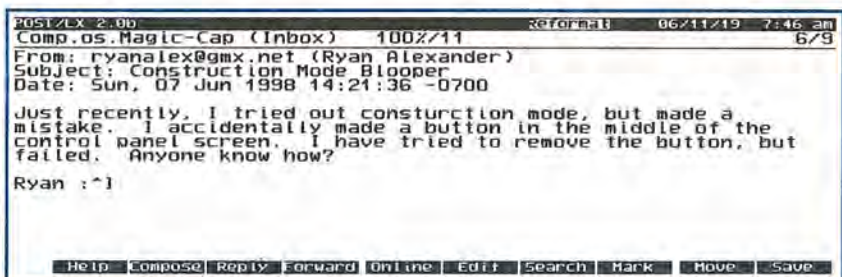 POST/LX 2.0b Reformat 06/11/19 7:46 am
Comp.os.Magic-Cap (Inbox) 100%/11 6/9
From: ryanalex@gmx.net (Ryan Alexander)
Subject: Construction Mode Blooper
Date: Sun, 07 Jun 1998 14:21:36 -0700
Just recently, I tried out consturction mode, but made a
mistake. I accidentally made a button in the middle of the
control panel screen. I have tried to remove the button, but
failed. Anyone know how?
Ryan :^]
Help Compose Reply Forward Online Edit Search Mark Move Save